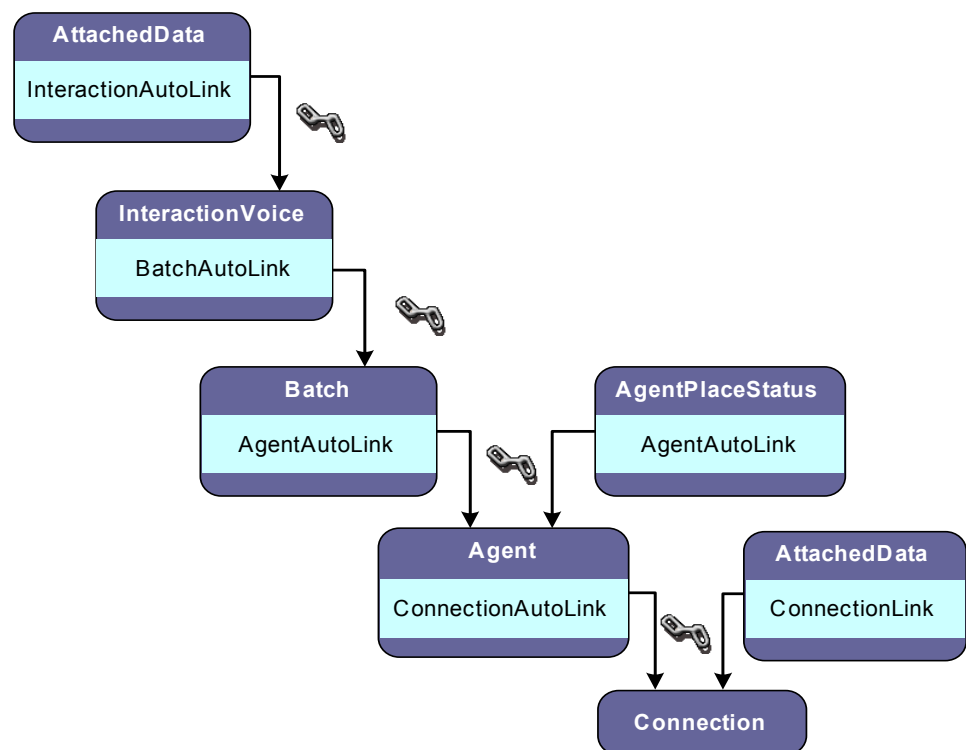 AttachedData
InteractionAutoLink
InteractionVoice
BatchAutoLink
Batch
AgentAutoLink
AgentPlaceStatus
AgentAutoLink
Agent
ConnectionAutoLink
AttachedData
ConnectionLink
Connection